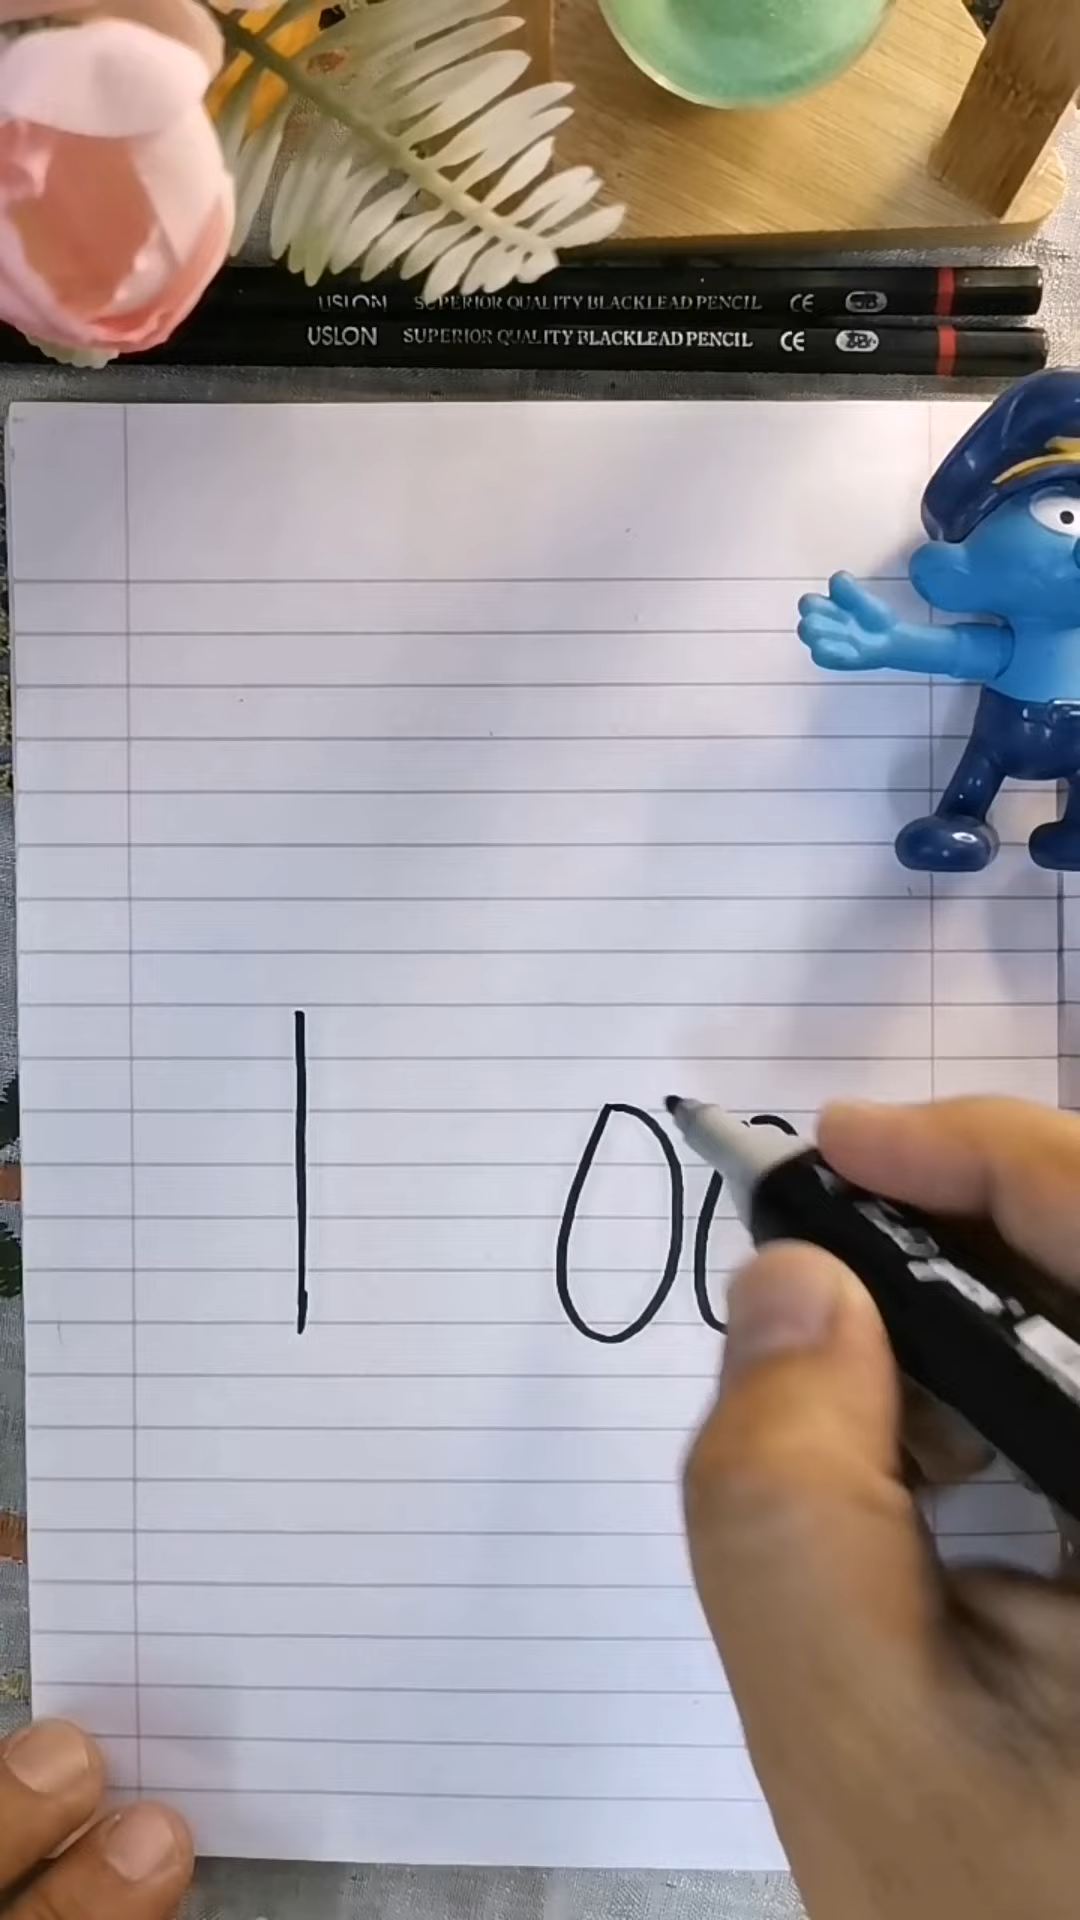 USLON SUPERIOR QUALITY BLACKLEAD PENCIL CE
USLON SUPERIOR QUALITY BLACKLEAD PENCIL CE
1 00